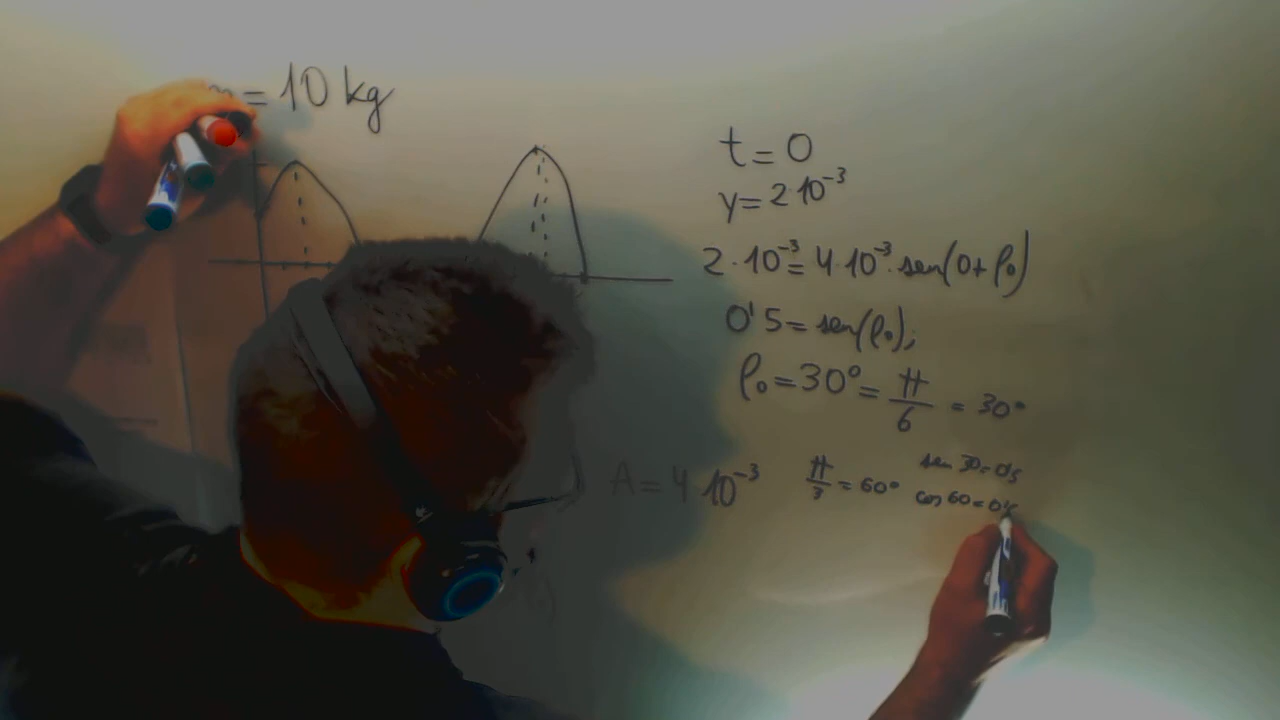 = 10 kg
t = 0
y = 2 10⁻³
2 · 10⁻³ = 4 · 10⁻³ · sen(0 + φ₀)
0'5 = sen(φ₀);
φ₀ = 30° = π/6 = 30°
A = 4 10⁻³
π/3 = 60°
sen 30 = 0'5
cos 60 = 0'5